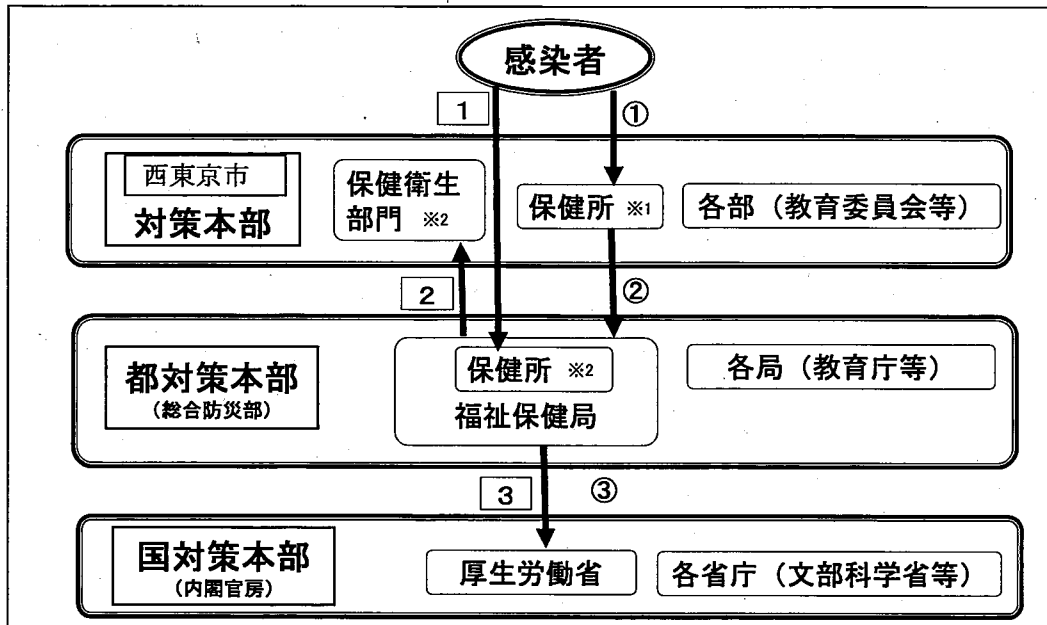 感染者
1
①
西東京市
対策本部
保健衛生
部門 ※2
保健所 ※1
各部（教育委員会等）
2
②
都対策本部
(総合防災部)
保健所 ※2
福祉保健局
各局（教育庁等）
3
③
国対策本部
(内閣官房)
厚生労働省
各省庁（文部科学省等）